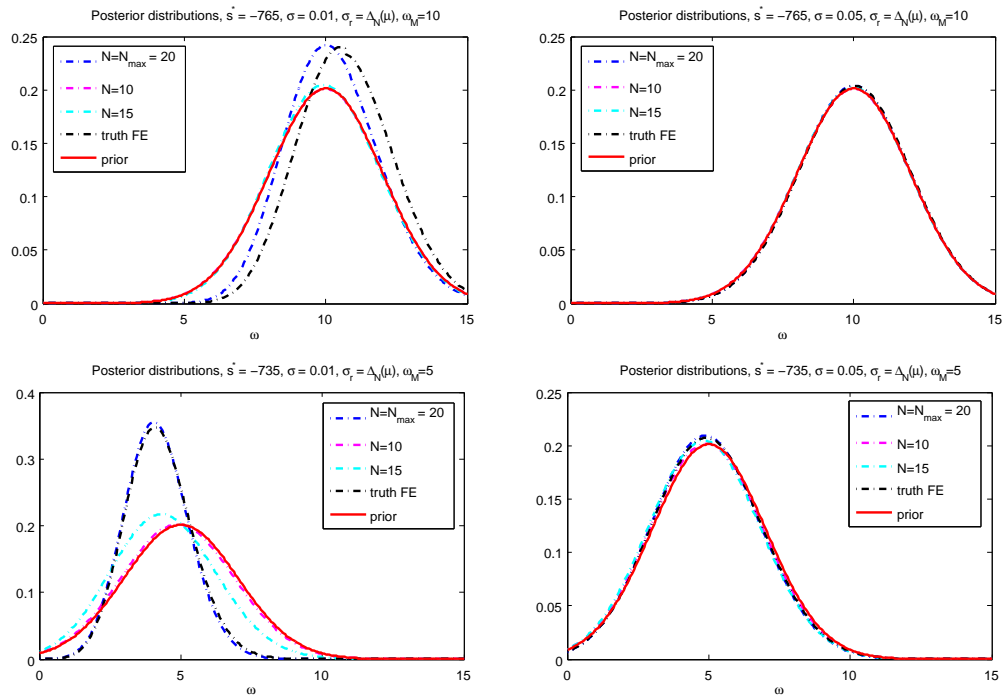 Posterior distributions, s* = −765, σ = 0.01, σr = ΔN(μ), ωM=10
0.25
0.2
0.15
0.1
0.05
0
0
5
10
15
ω
N=Nmax = 20
N=10
N=15
truth FE
prior
Posterior distributions, s* = −765, σ = 0.05, σr = ΔN(μ), ωM=10
0.25
0.2
0.15
0.1
0.05
0
0
5
10
15
ω
N=Nmax = 20
N=10
N=15
truth FE
prior
Posterior distributions, s* = −735, σ = 0.01, σr = ΔN(μ), ωM=5
0.4
0.3
0.2
0.1
0
0
5
10
15
ω
N=Nmax = 20
N=10
N=15
truth FE
prior
Posterior distributions, s* = −735, σ = 0.05, σr = ΔN(μ), ωM=5
0.25
0.2
0.15
0.1
0.05
0
0
5
10
15
ω
N=Nmax = 20
N=10
N=15
truth FE
prior